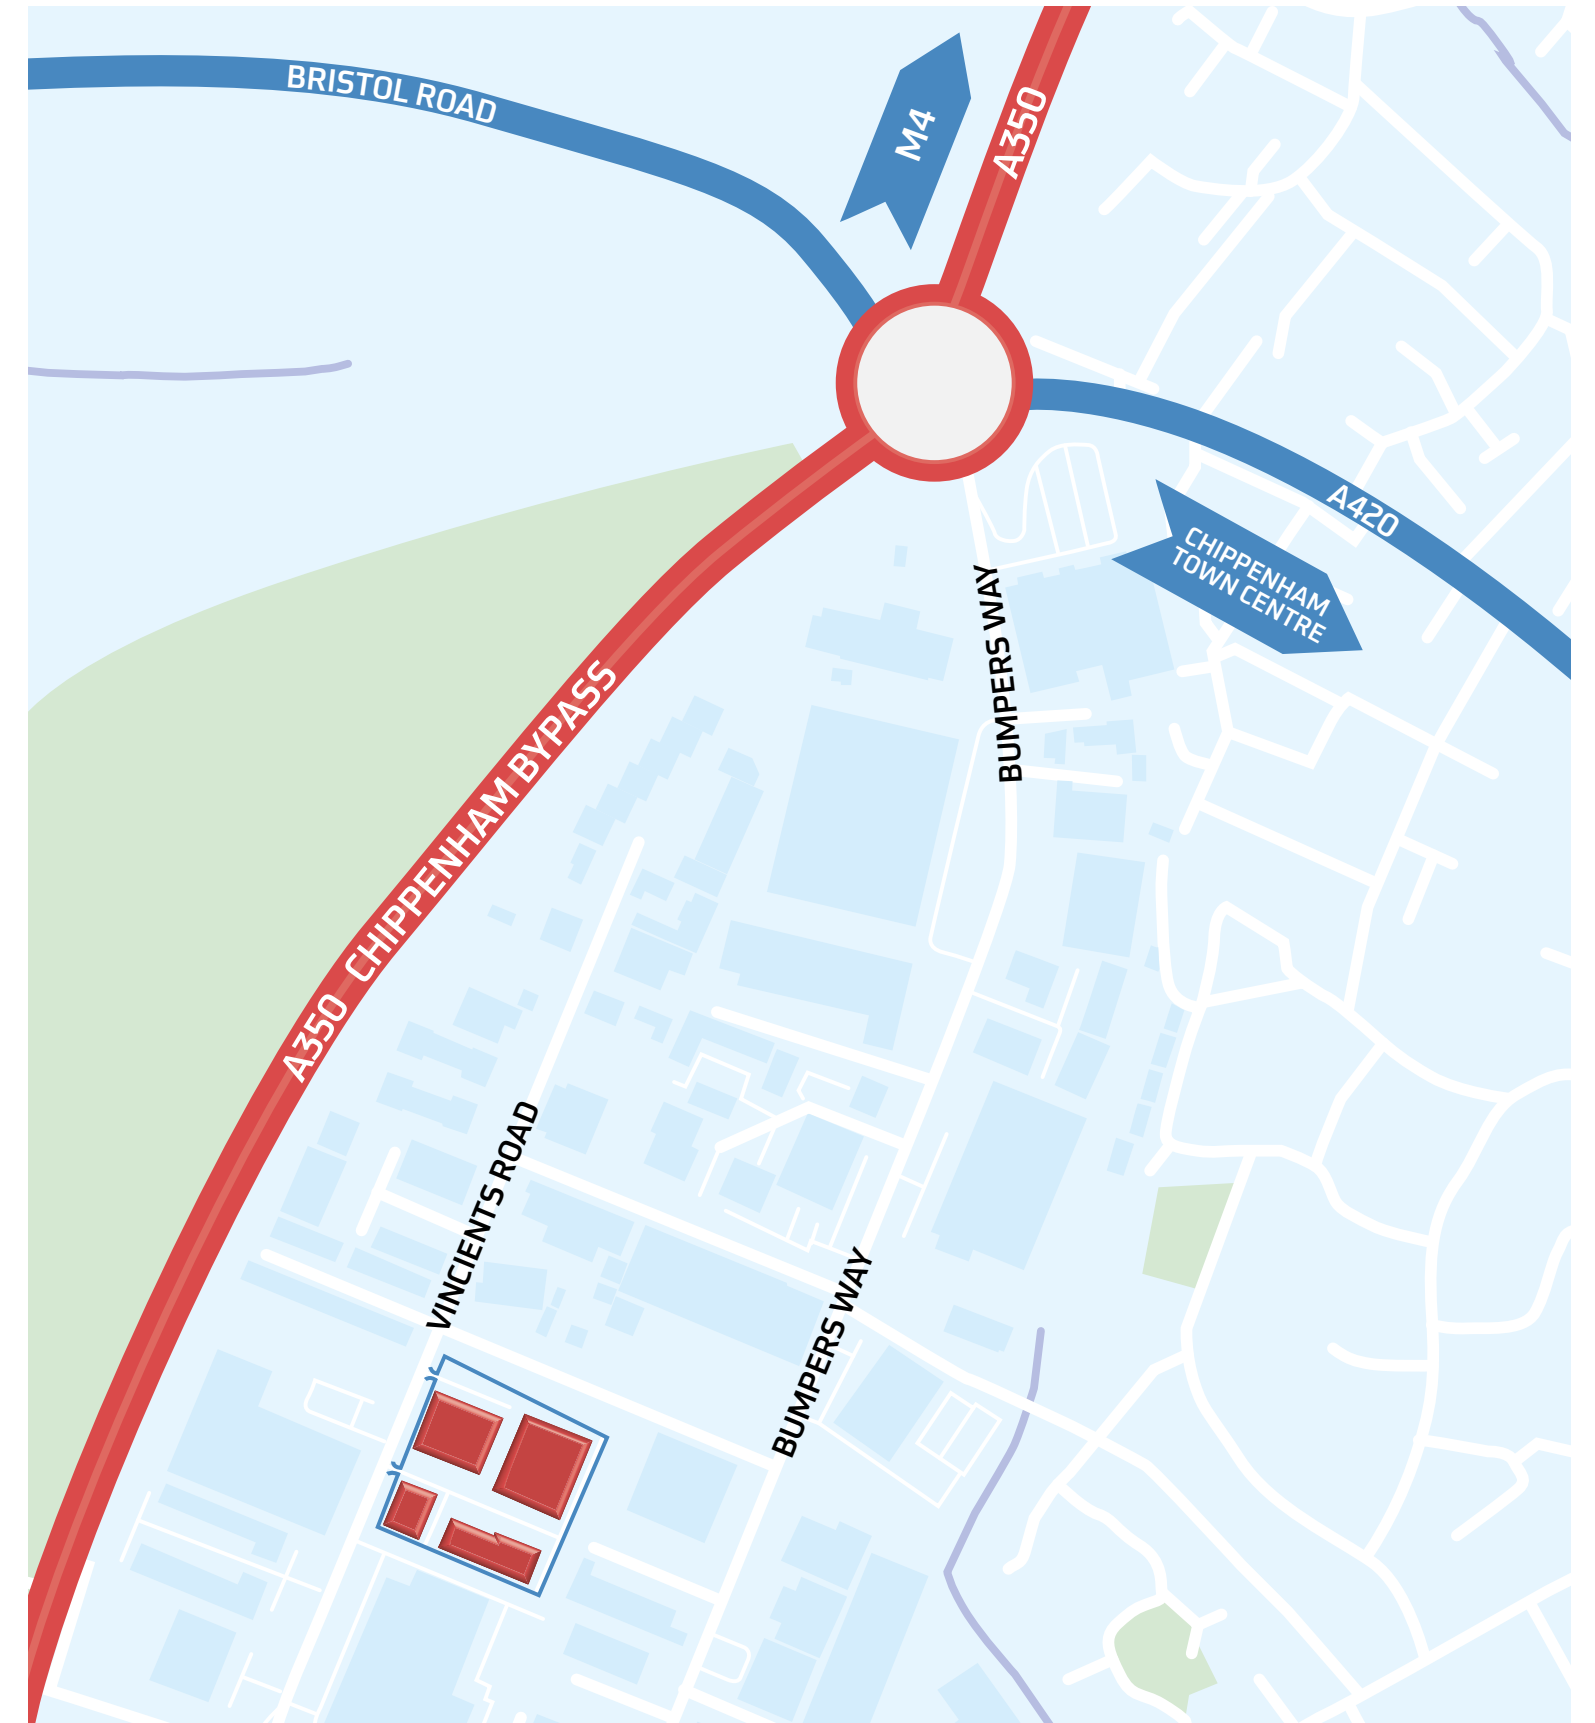 BRISTOL ROAD
M4
A350
A420
CHIPPENHAM
TOWN CENTRE
BUMPERS WAY
A350 CHIPPENHAM BYPASS
VINCIENTS ROAD
BUMPERS WAY